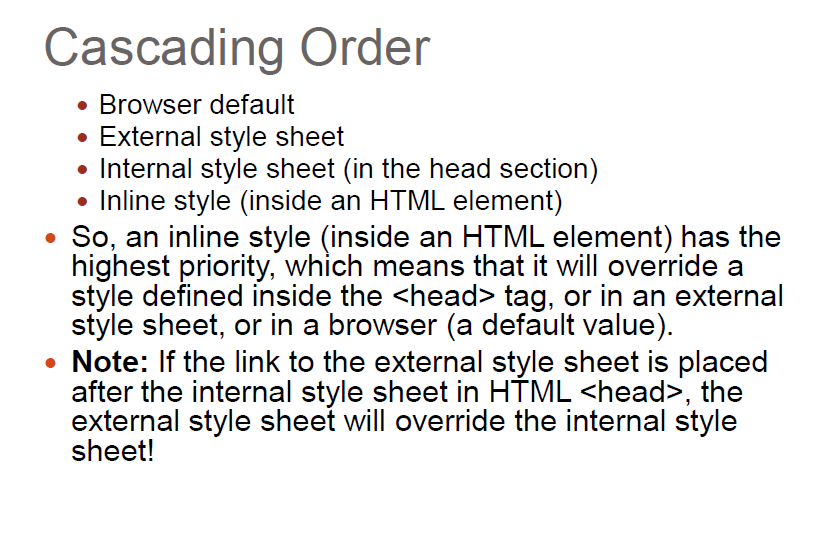 Cascading Order
• Browser default
• External style sheet
• Internal style sheet (in the head section)
• Inline style (inside an HTML element)
• So, an inline style (inside an HTML element) has the
highest priority, which means that it will override a
style defined inside the <head> tag, or in an external
style sheet, or in a browser (a default value).
• Note: If the link to the external style sheet is placed
after the internal style sheet in HTML <head>, the
external style sheet will override the internal style
sheet!